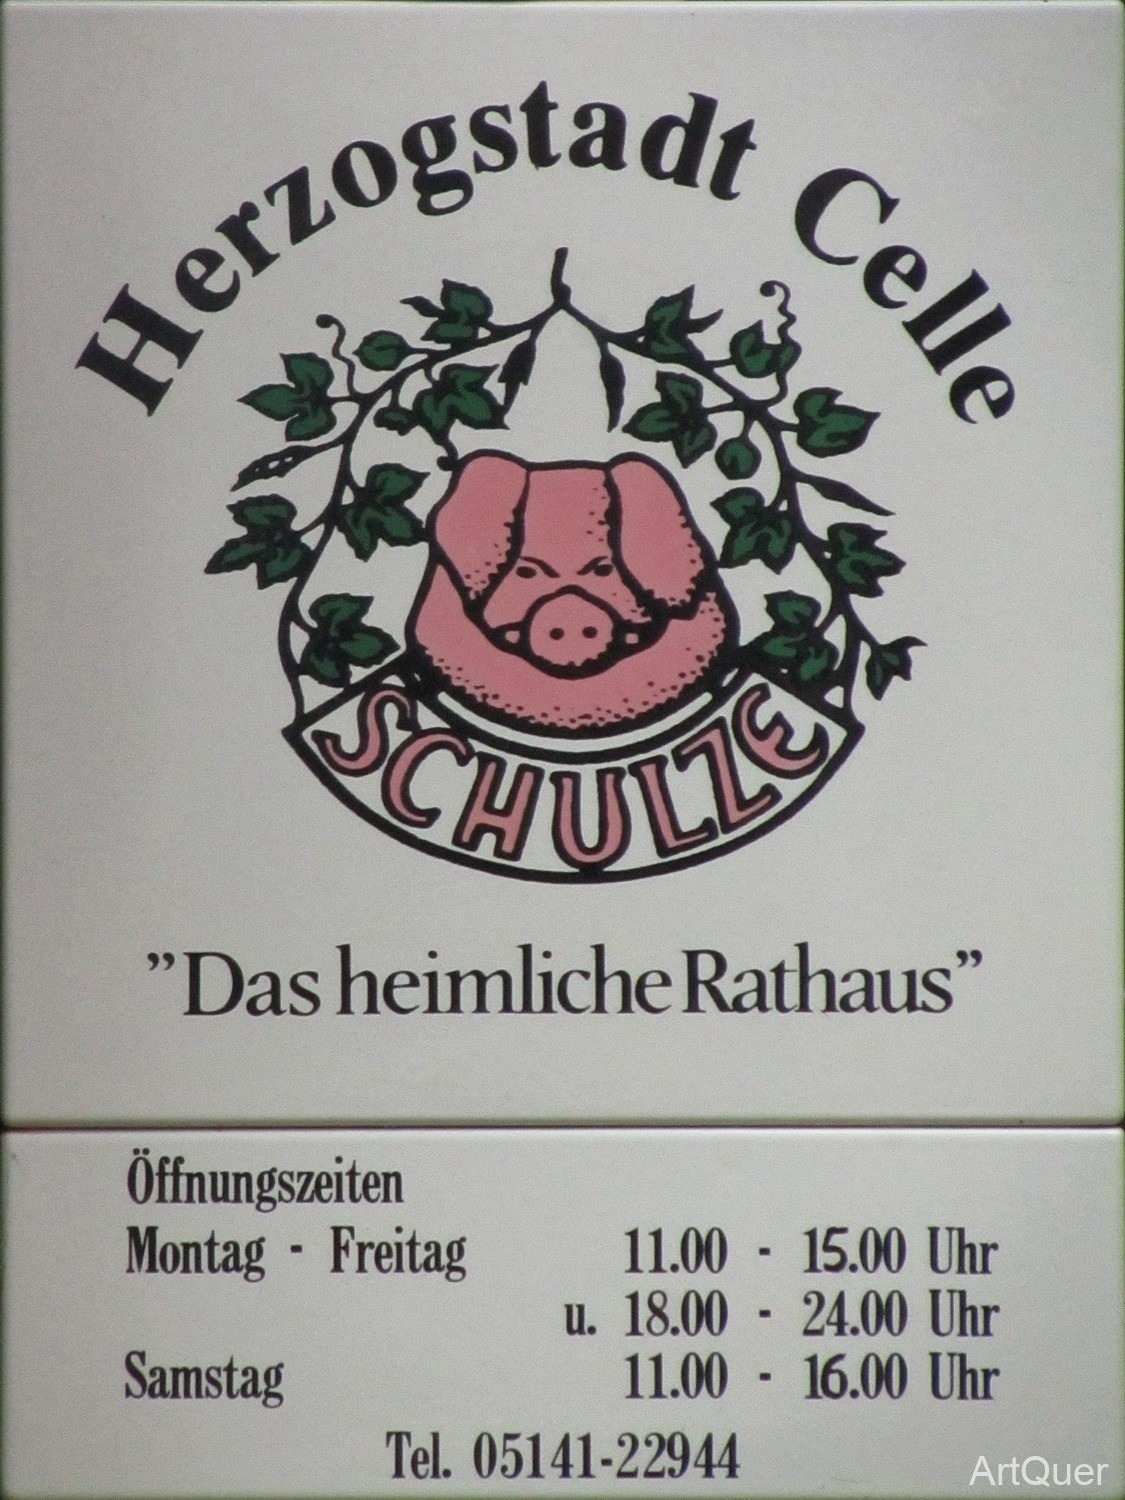 Herzogstadt Celle
SCHULZE
”Das heimliche Rathaus”
Öffnungszeiten
Montag - Freitag 11.00 - 15.00 Uhr
u. 18.00 - 24.00 Uhr
Samstag 11.00 - 16.00 Uhr
Tel. 05141-22944
ArtQuer